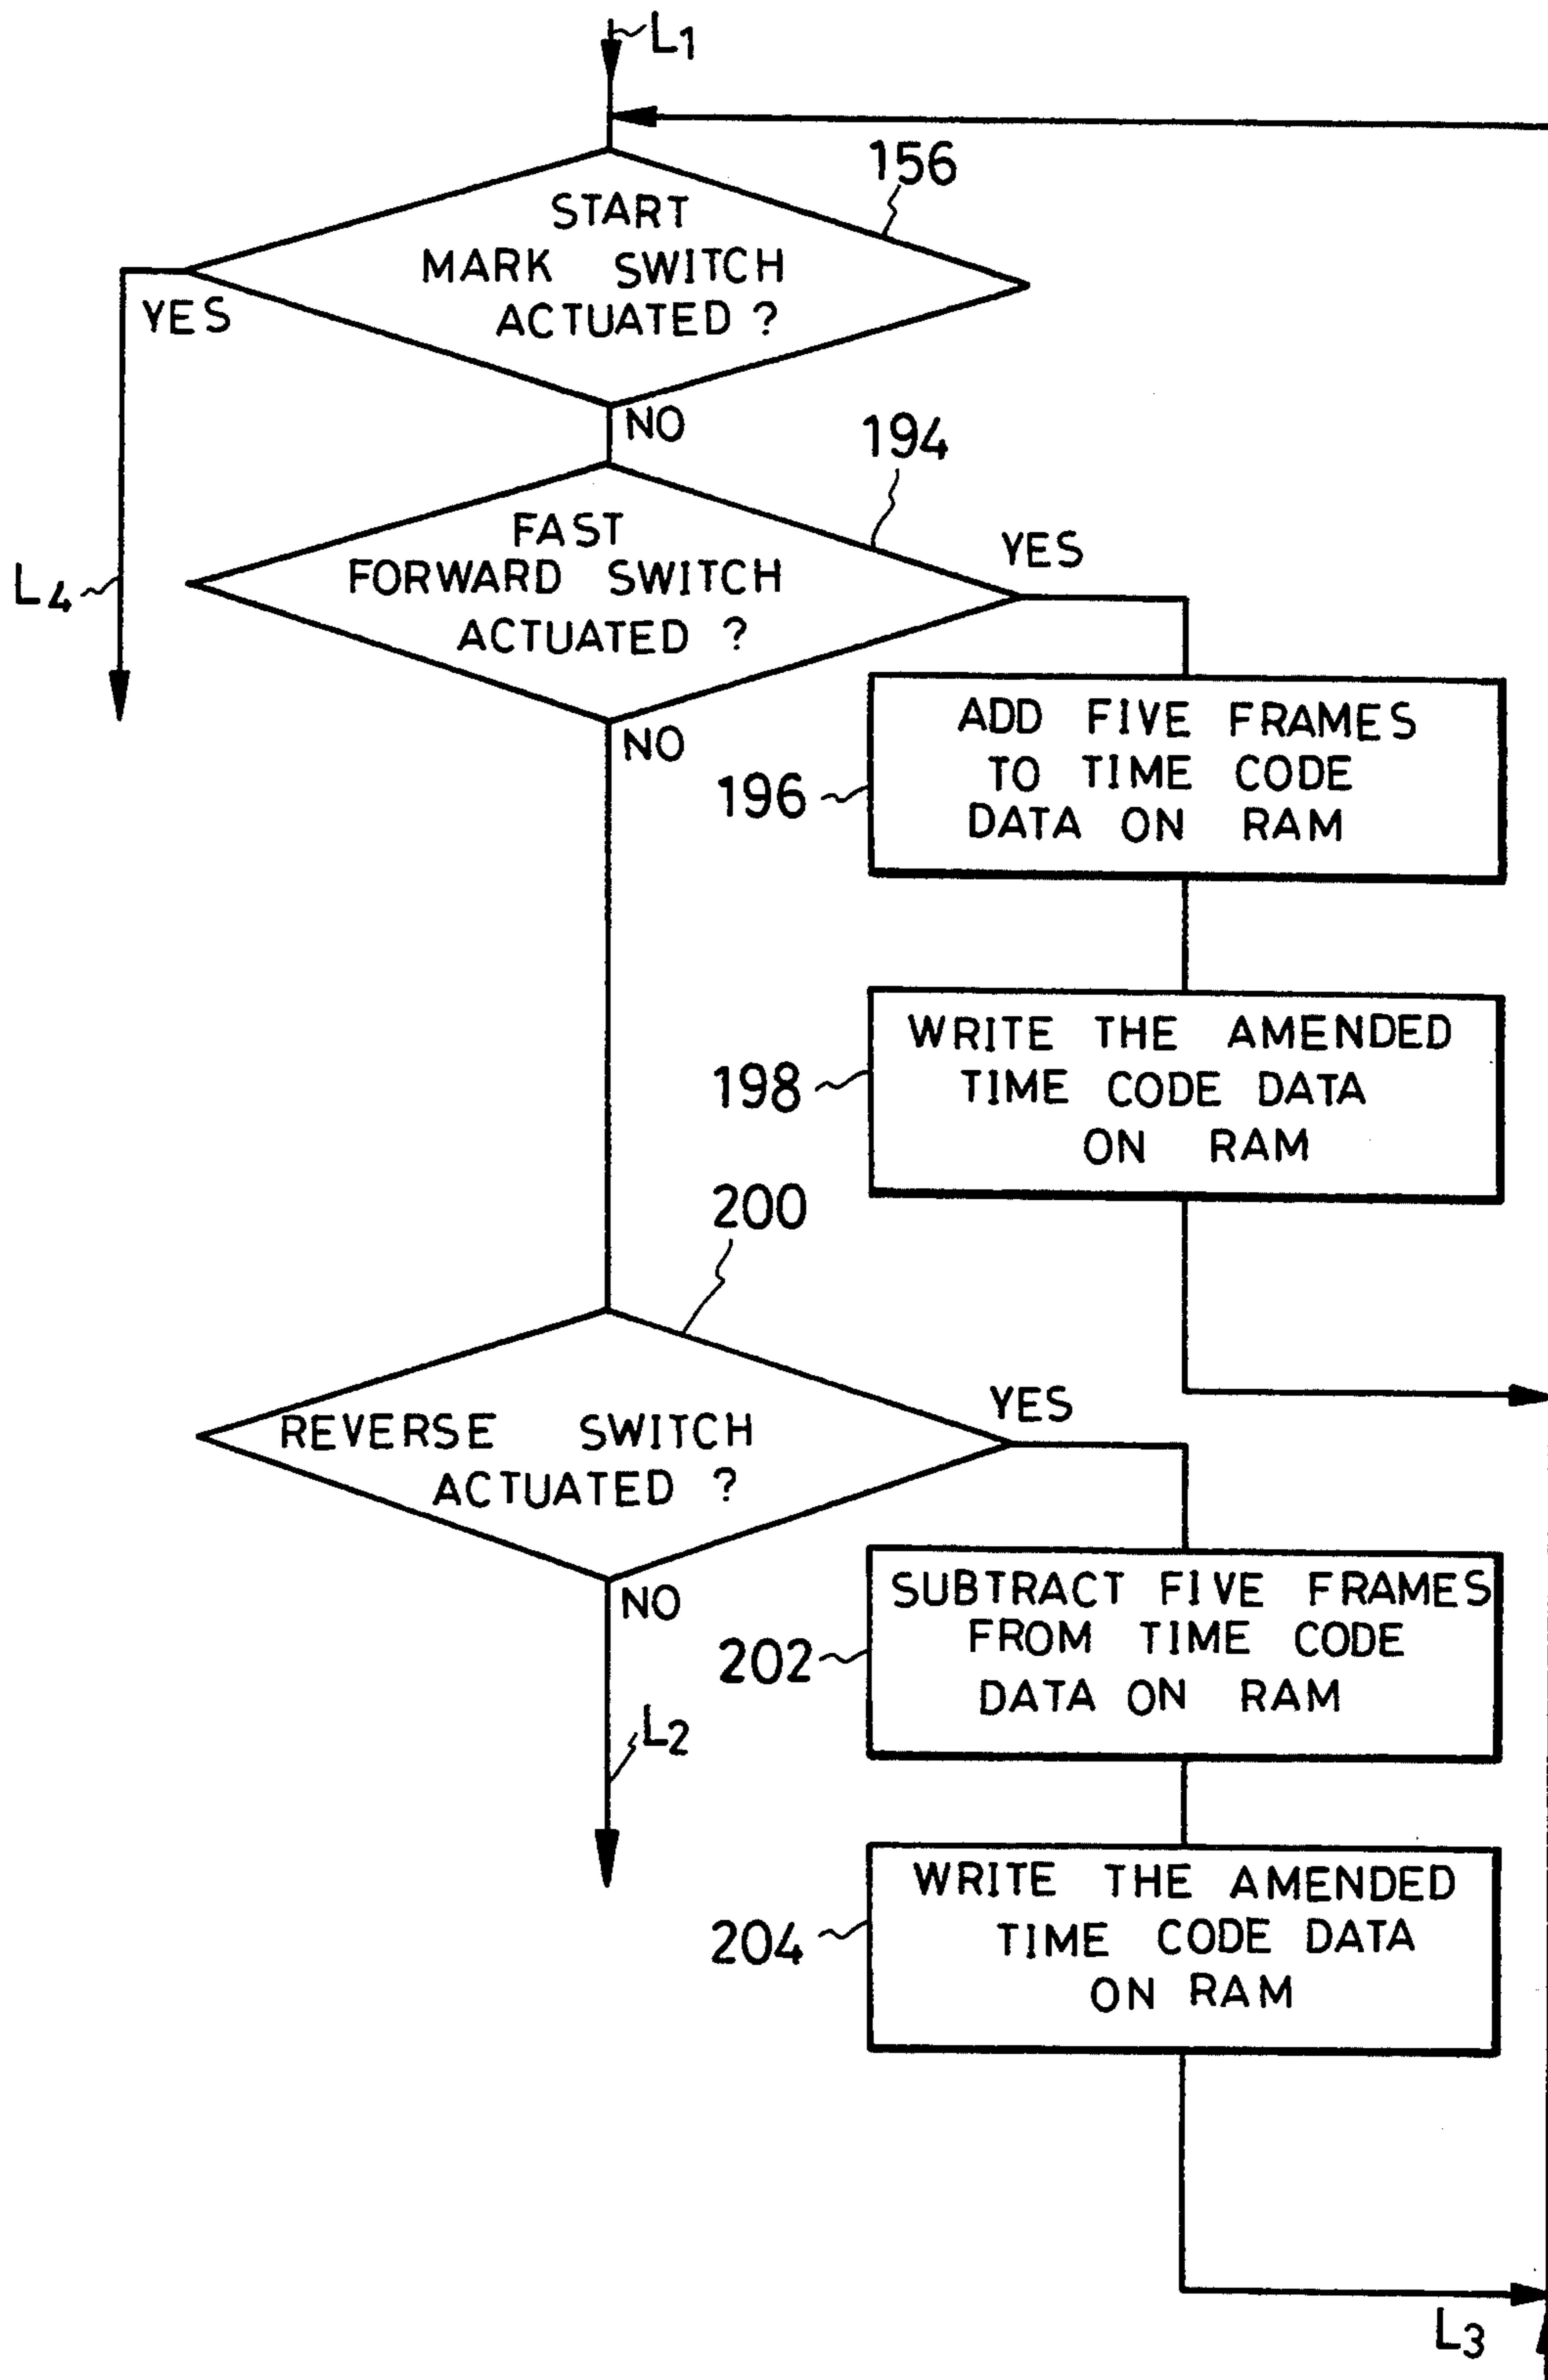 L1
156
START
MARK SWITCH
ACTUATED ?
YES
NO
194
FAST
FORWARD SWITCH
ACTUATED ?
YES
L4
NO
196
ADD FIVE FRAMES
TO TIME CODE
DATA ON RAM
198
WRITE THE AMENDED
TIME CODE DATA
ON RAM
200
REVERSE SWITCH
ACTUATED ?
YES
NO
202
SUBTRACT FIVE FRAMES
FROM TIME CODE
DATA ON RAM
L2
204
WRITE THE AMENDED
TIME CODE DATA
ON RAM
L3